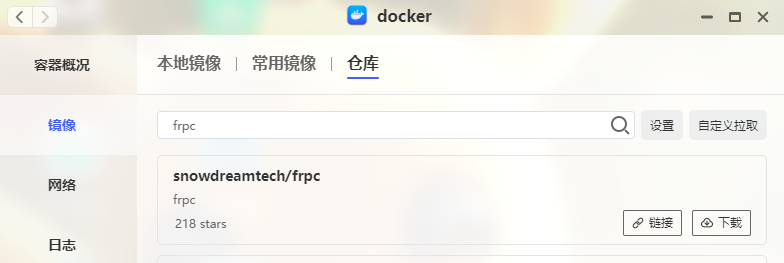 docker
容器概况
镜像
网络
日志
本地镜像 | 常用镜像 | 仓库
frpc
设置
自定义拉取
snowdreamtech/frpc
frpc
218 stars
链接
下载